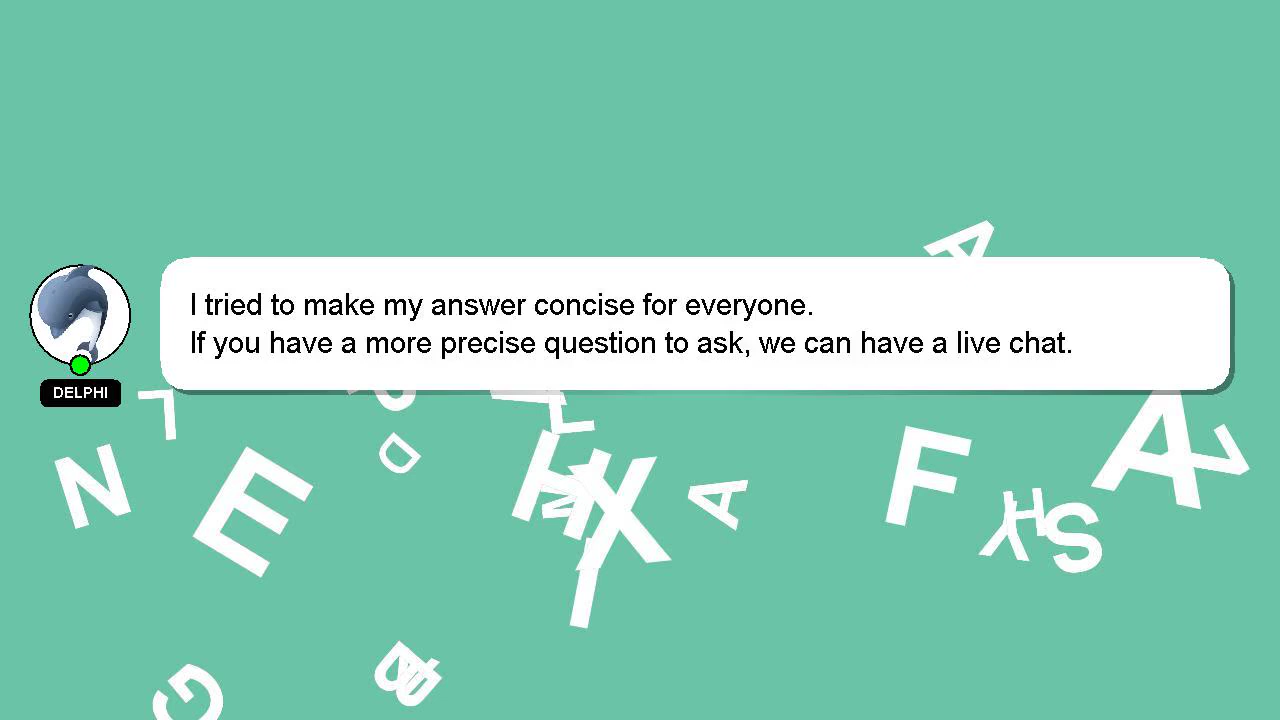 I tried to make my answer concise for everyone.
If you have a more precise question to ask, we can have a live chat.
DELPHI
A
L
N
E
D
H
X
A
F
A
Z
H
S
I
G
B